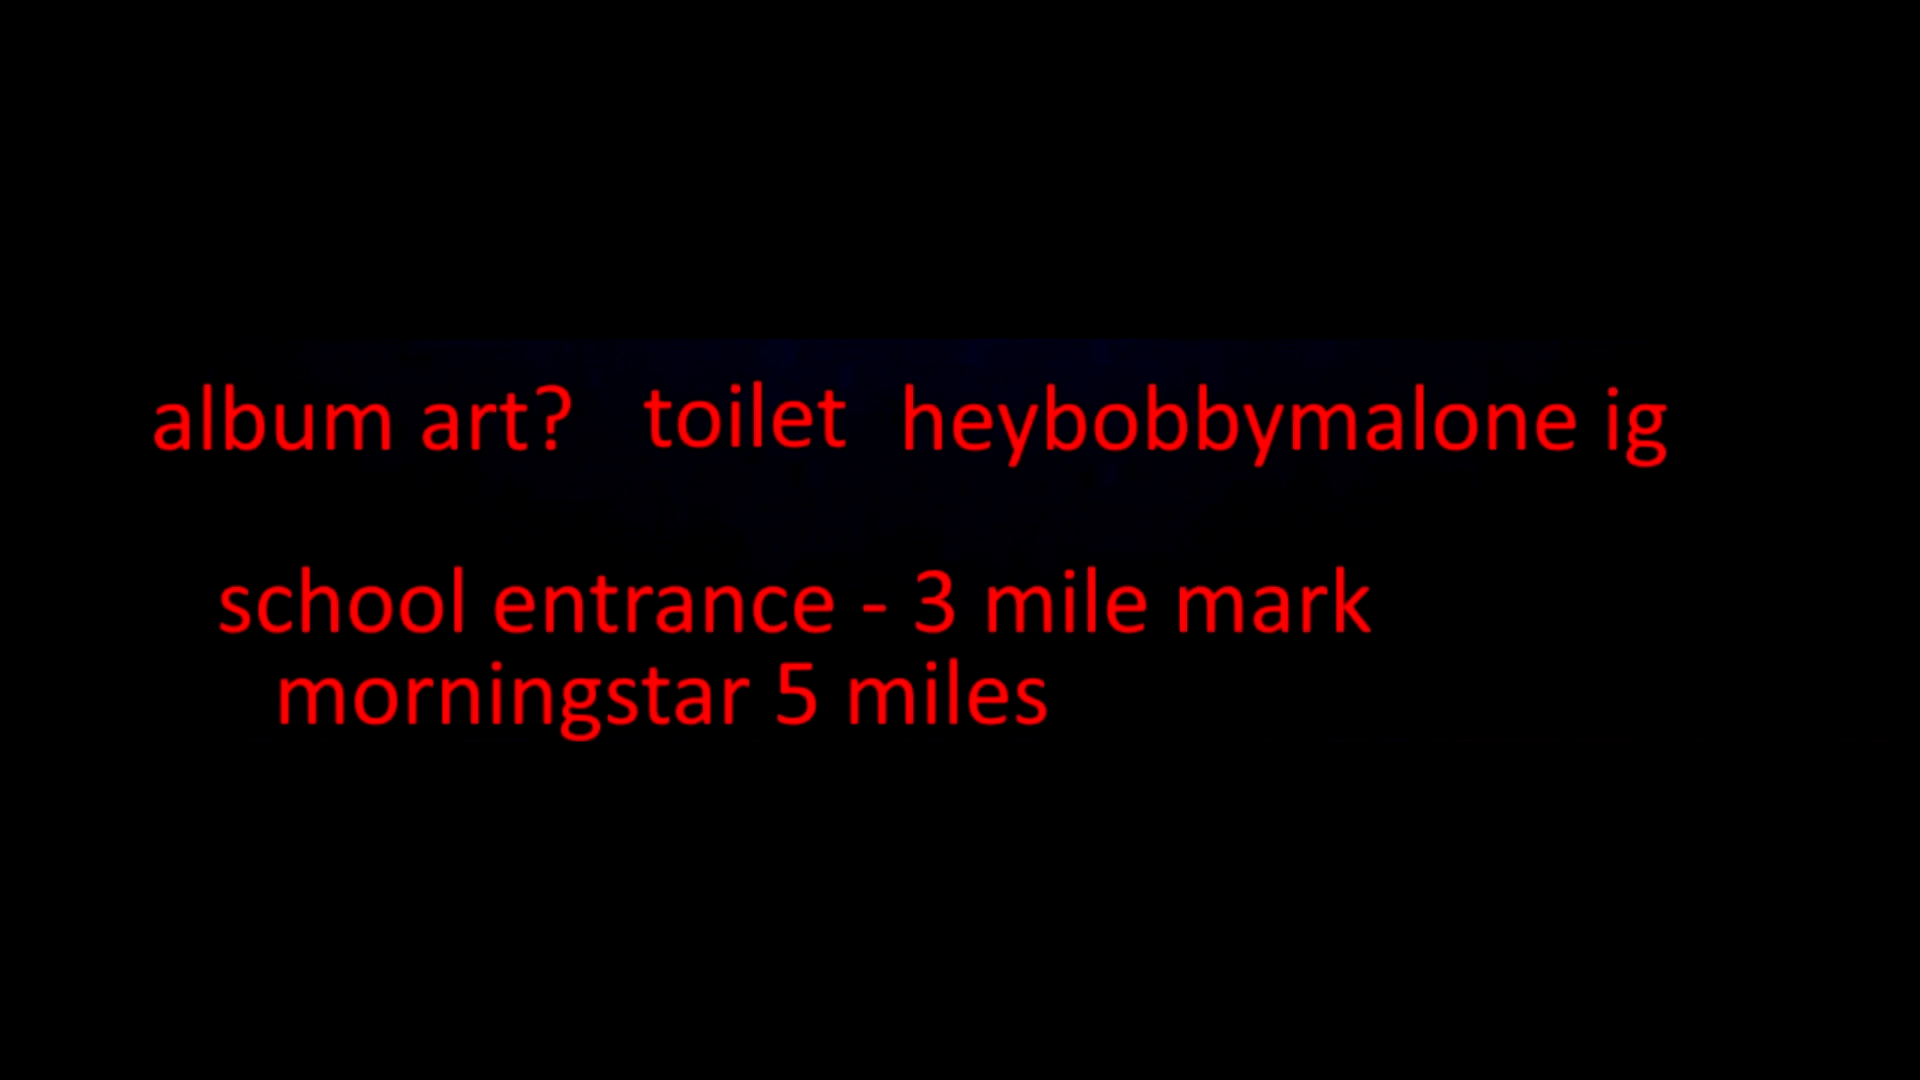 album art? toilet heybobbymalone ig
school entrance - 3 mile mark
morningstar 5 miles